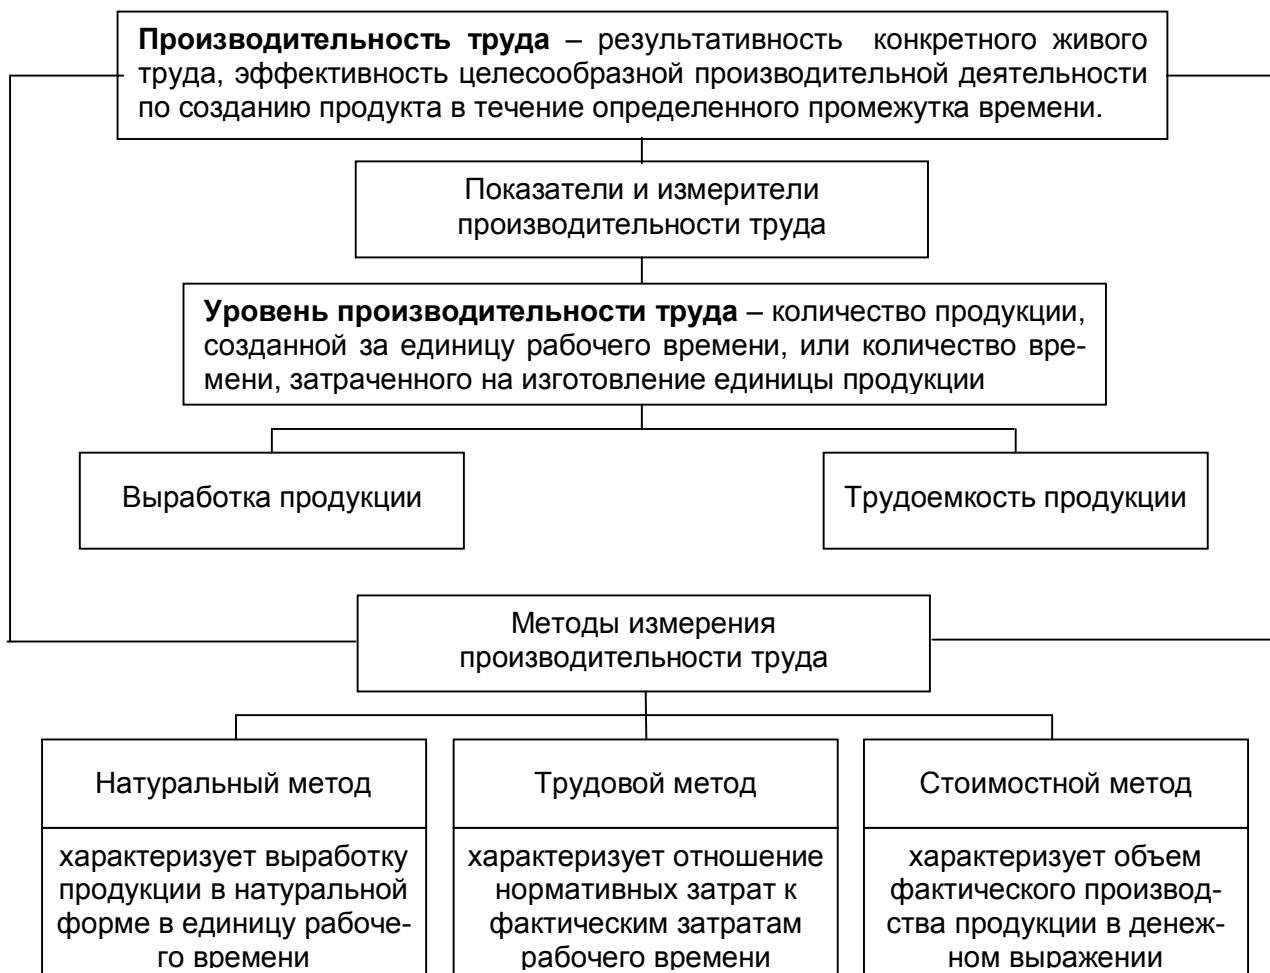 Производительность труда – результативность конкретного живого
труда, эффективность целесообразной производительной деятельности
по созданию продукта в течение определенного промежутка времени.
Показатели и измерители
производительности труда
Уровень производительности труда – количество продукции,
созданной за единицу рабочего времени, или количество вре-
мени, затраченного на изготовление единицы продукции
Выработка продукции
Трудоемкость продукции
Методы измерения
производительности труда
Натуральный метод
характеризует выработку
продукции в натуральной
форме в единицу рабоче-
го времени
Трудовой метод
характеризует отношение
нормативных затрат к
фактическим затратам
рабочего времени
Стоимостной метод
характеризует объем
фактического производ-
ства продукции в денеж-
ном выражении